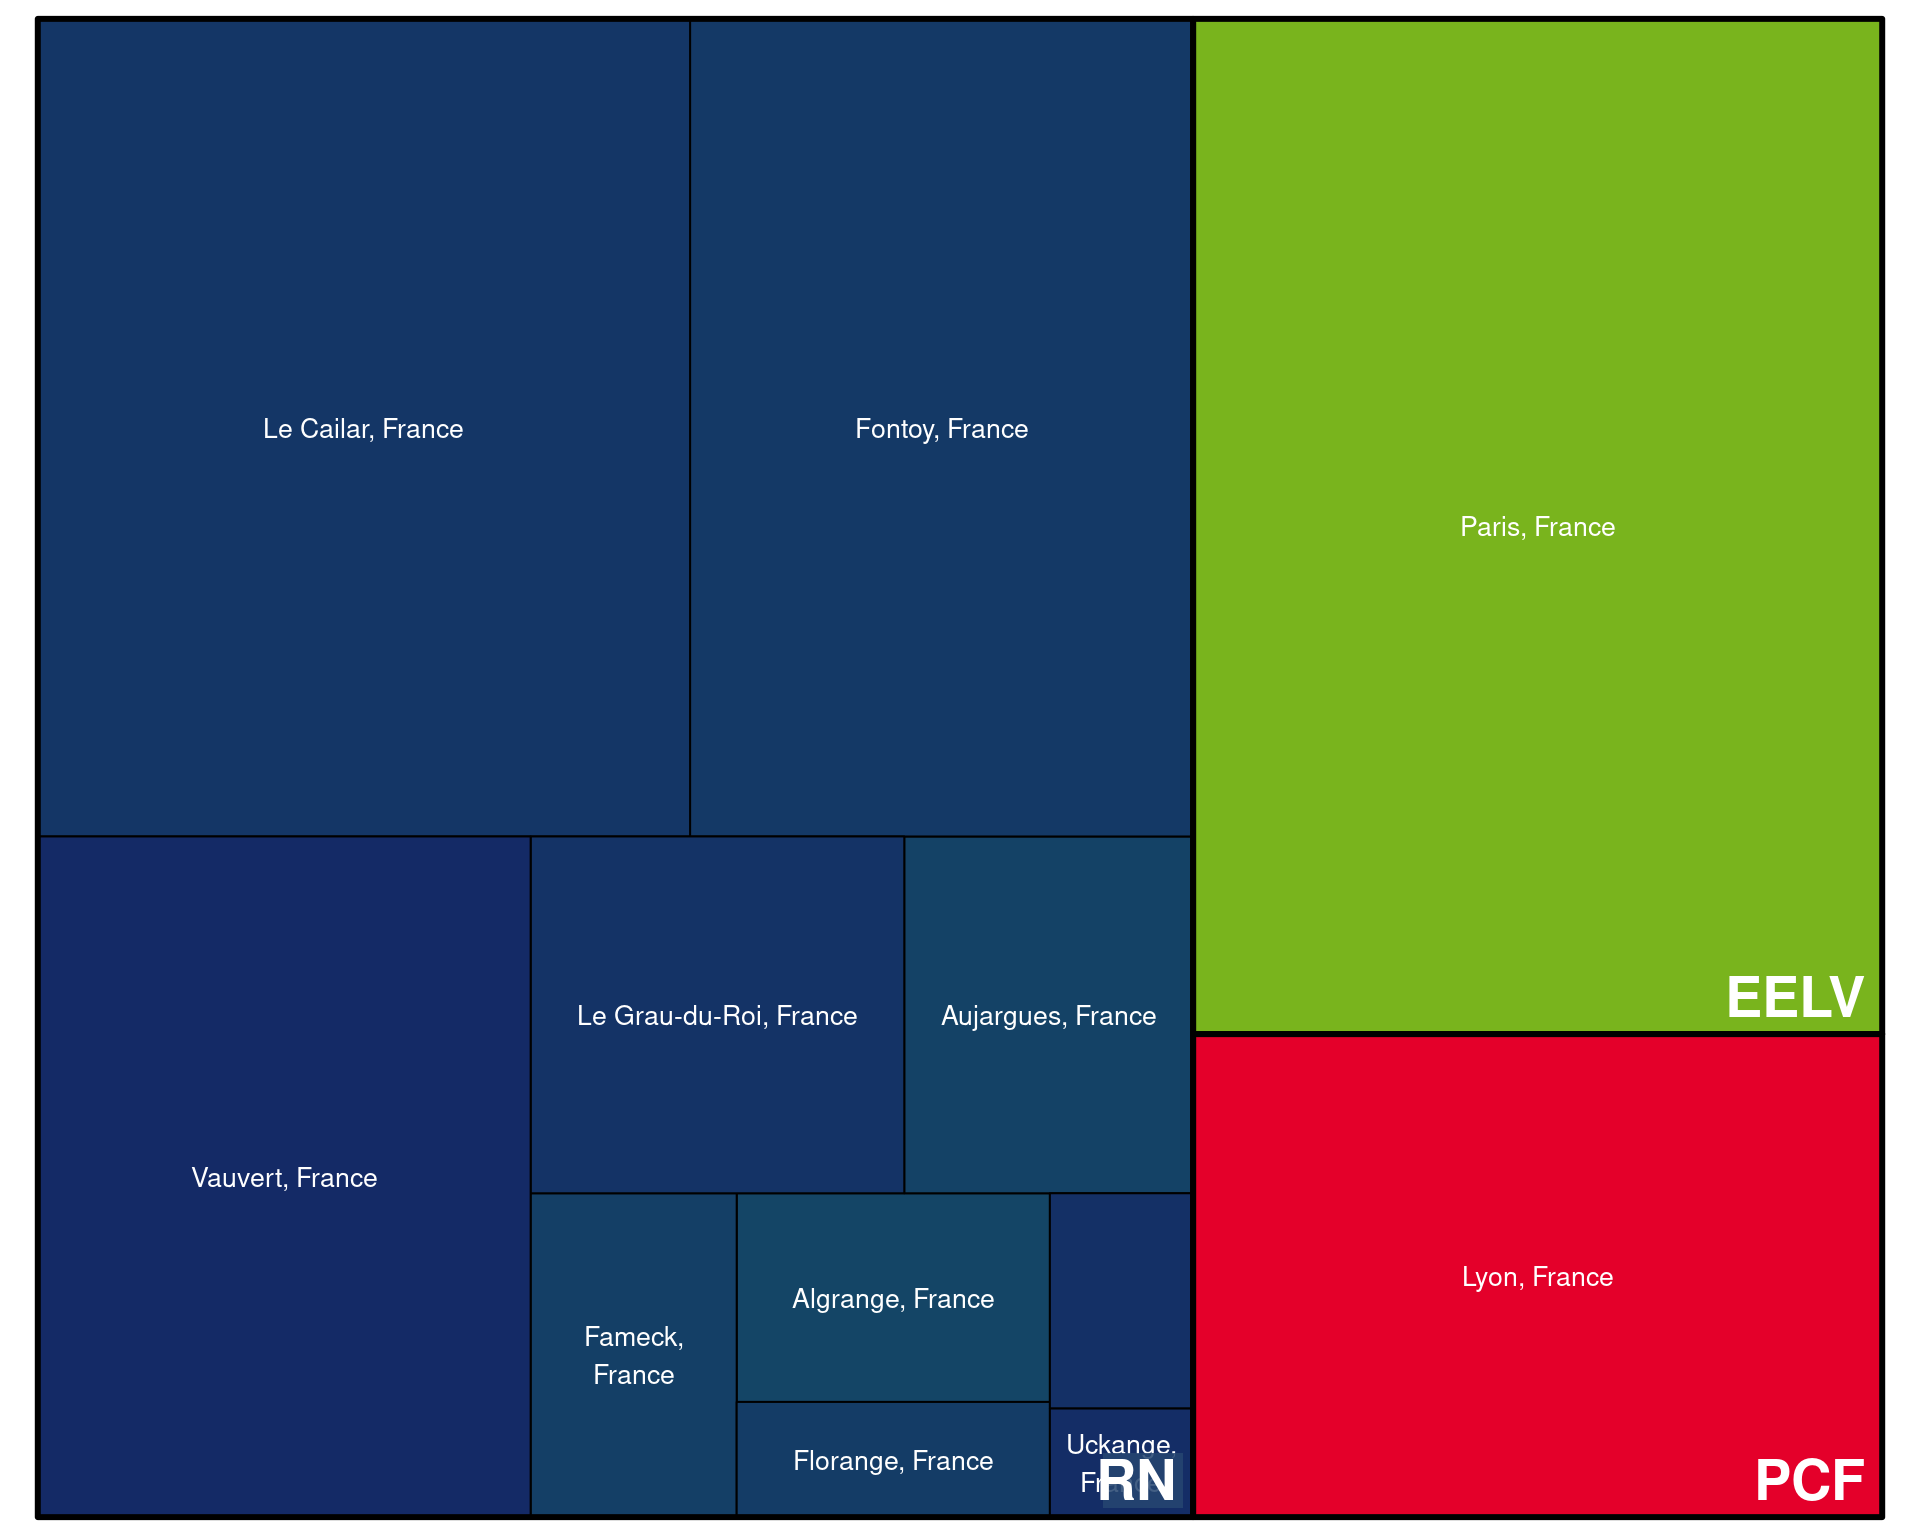 Le Cailar, France
Fontoy, France
Paris, France
EELV
Vauvert, France
Le Grau-du-Roi, France
Aujargues, France
Fameck,
France
Algrange, France
Florange, France
Uckange,
France
RN
Lyon, France
PCF